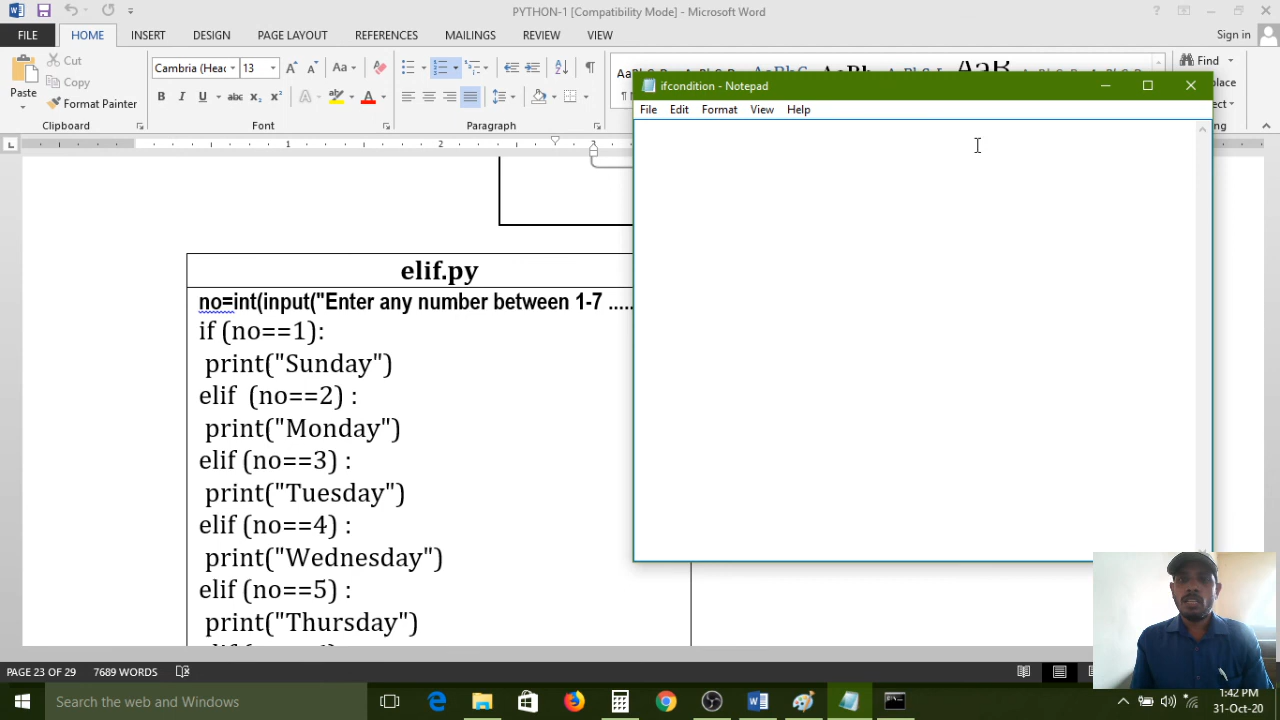 PYTHON-1 [Compatibility Mode] - Microsoft Word
FILE HOME INSERT DESIGN PAGE LAYOUT REFERENCES MAILINGS REVIEW VIEW Sign in
Cut
Copy
Format Painter
Paste
Clipboard
Cambria (Head 13
Font
Paragraph
Find
ifcondition - Notepad
File Edit Format View Help
1 2
elif.py
no=int(input("Enter any number between 1-7 .....
if (no==1):
print("Sunday")
elif (no==2) :
print("Monday")
elif (no==3) :
print("Tuesday")
elif (no==4) :
print("Wednesday")
elif (no==5) :
print("Thursday")
PAGE 23 OF 29 7689 WORDS
Search the web and Windows
1:42 PM
31-Oct-20